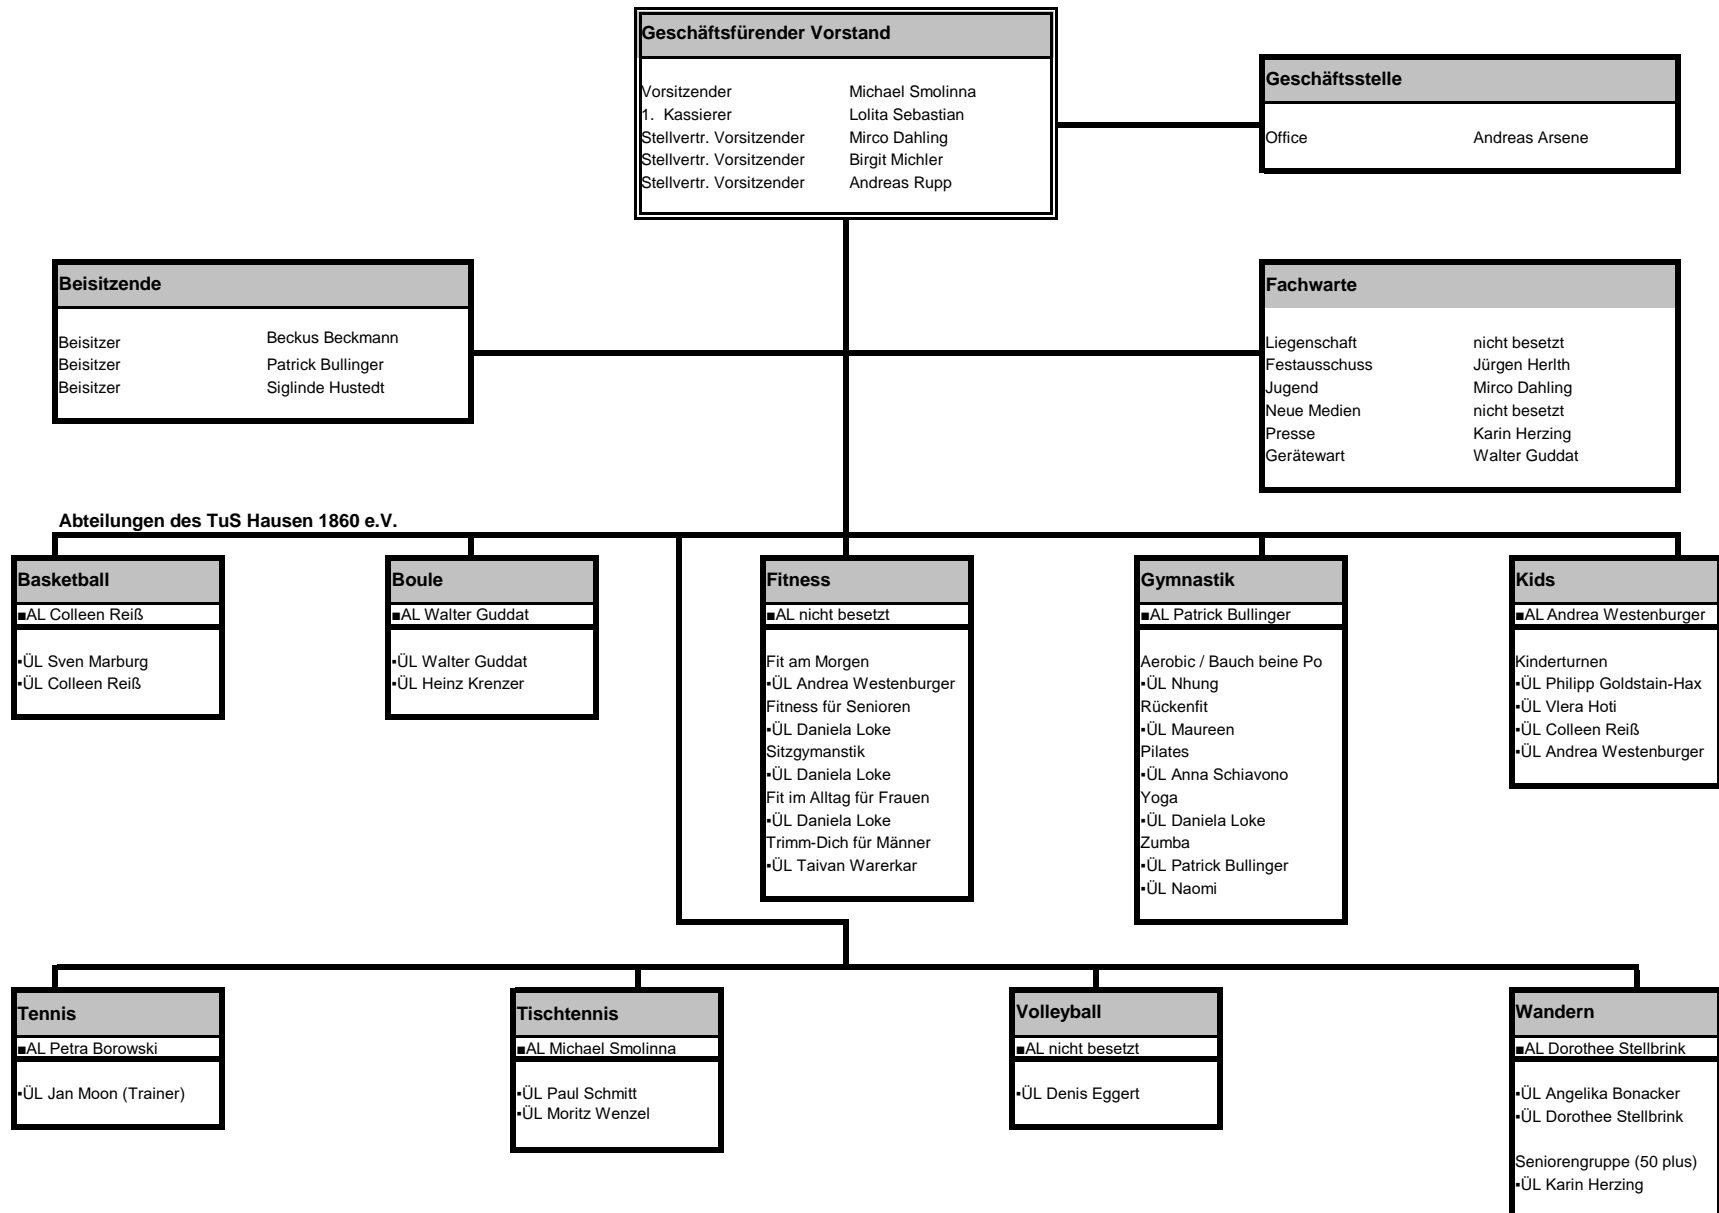 Geschäftsfürender Vorstand
Vorsitzender Michael Smolinna
1. Kassierer Lolita Sebastian
Stellvertr. Vorsitzender Mirco Dahling
Stellvertr. Vorsitzender Birgit Michler
Stellvertr. Vorsitzender Andreas Rupp
Geschäftsstelle
Office Andreas Arsene
Beisitzende
Beisitzer Beckus Beckmann
Beisitzer Patrick Bullinger
Beisitzer Siglinde Hustedt
Fachwarte
Liegenschaft nicht besetzt
Festausschuss Jürgen Herlth
Jugend Mirco Dahling
Neue Medien nicht besetzt
Presse Karin Herzing
Gerätewart Walter Guddat
Abteilungen des TuS Hausen 1860 e.V.
Basketball
■AL Colleen Reiß
▪ÜL Sven Marburg
▪ÜL Colleen Reiß
Boule
■AL Walter Guddat
▪ÜL Walter Guddat
▪ÜL Heinz Krenzer
Fitness
■AL nicht besetzt
Fit am Morgen
▪ÜL Andrea Westenburger
Fitness für Senioren
▪ÜL Daniela Loke
Sitzgymanstik
▪ÜL Daniela Loke
Fit im Alltag für Frauen
▪ÜL Daniela Loke
Trimm-Dich für Männer
▪ÜL Taivan Warerkar
Gymnastik
■AL Patrick Bullinger
Aerobic / Bauch beine Po
▪ÜL Nhung
Rückenfit
▪ÜL Maureen
Pilates
▪ÜL Anna Schiavono
Yoga
▪ÜL Daniela Loke
Zumba
▪ÜL Patrick Bullinger
▪ÜL Naomi
Kids
■AL Andrea Westenburger
Kinderturnen
▪ÜL Philipp Goldstain-Hax
▪ÜL Vlera Hoti
▪ÜL Colleen Reiß
▪ÜL Andrea Westenburger
Tennis
■AL Petra Borowski
▪ÜL Jan Moon (Trainer)
Tischtennis
■AL Michael Smolinna
▪ÜL Paul Schmitt
▪ÜL Moritz Wenzel
Volleyball
■AL nicht besetzt
▪ÜL Denis Eggert
Wandern
■AL Dorothee Stellbrink
▪ÜL Angelika Bonacker
▪ÜL Dorothee Stellbrink
Seniorengruppe (50 plus)
▪ÜL Karin Herzing